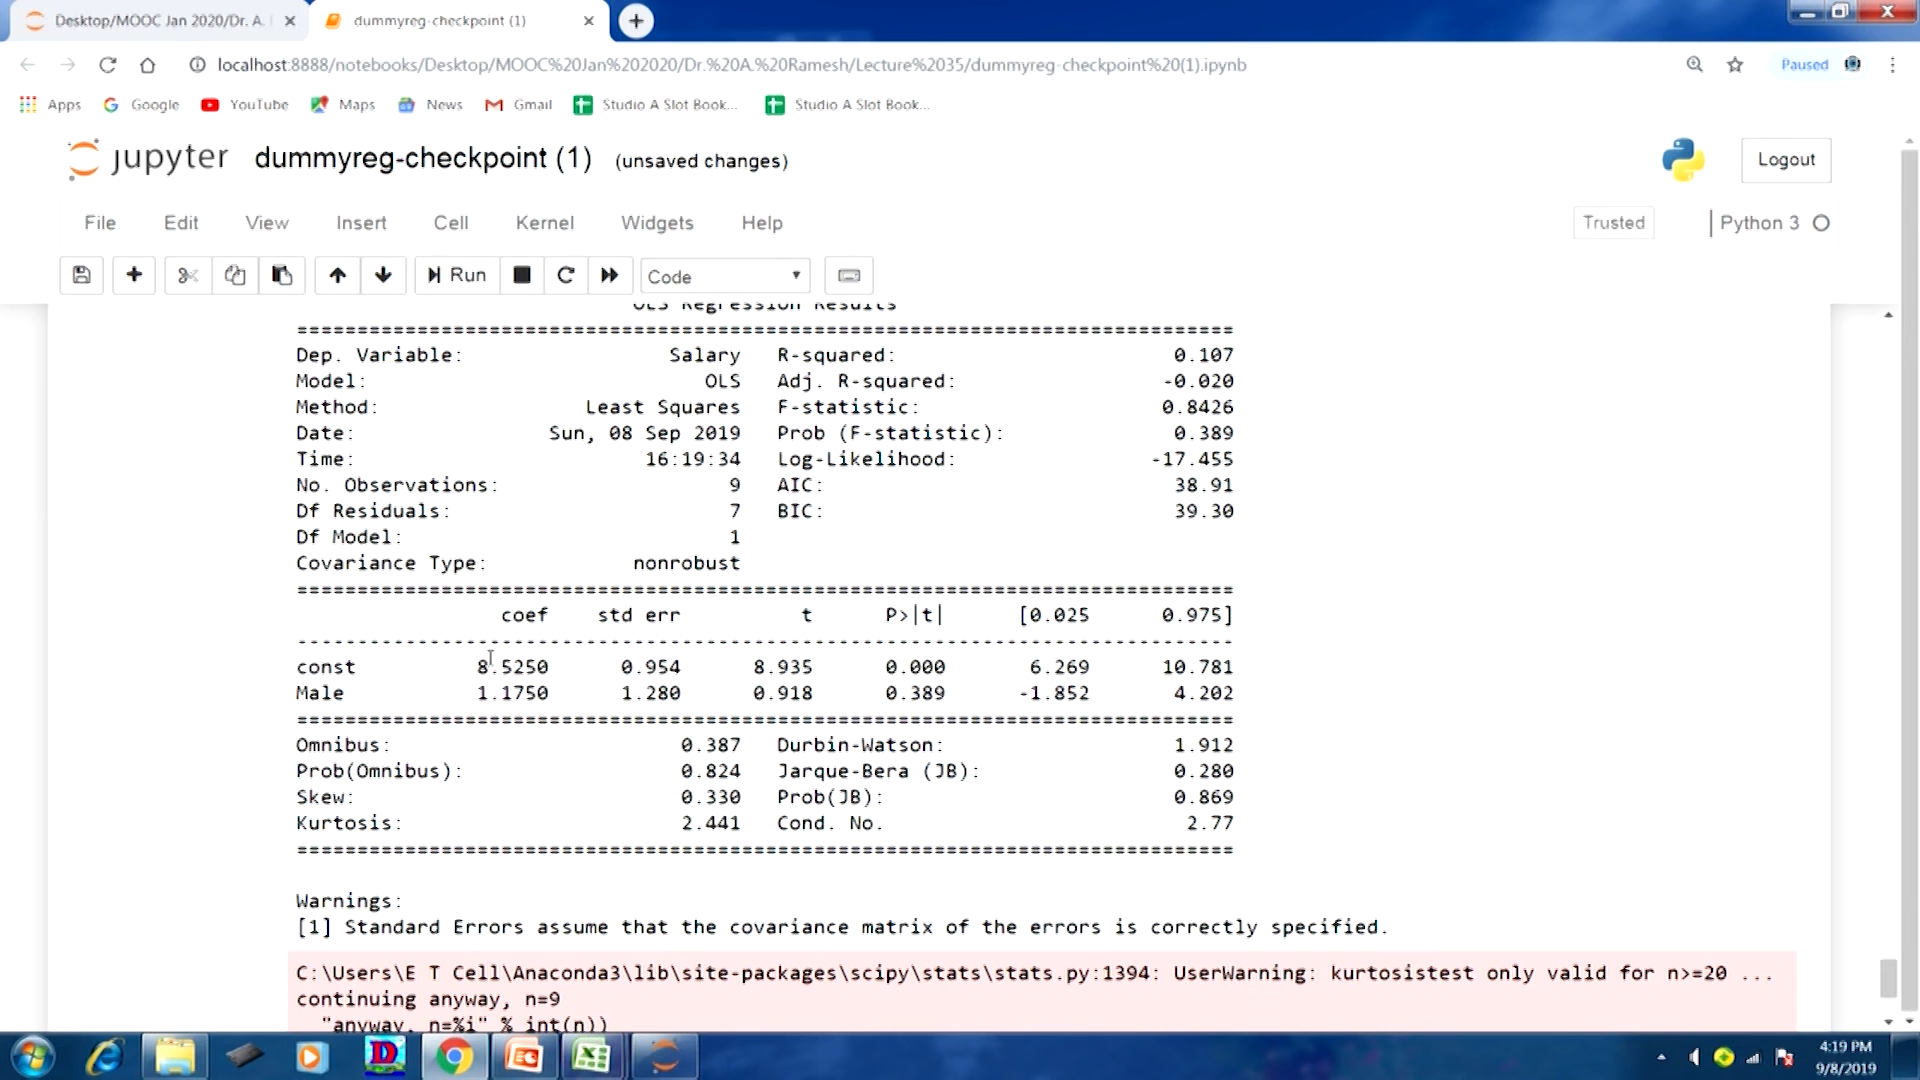 Desktop/MOOC Jan 2020/Dr. A.
dummyreg-checkpoint (1)
localhost:8888/notebooks/Desktop/MOOC%20Jan%202020/Dr.%20A.%20Ramesh/Lecture%2035/dummyreg-checkpoint%20(1).ipynb
Paused
Apps Google YouTube Maps News Gmail Studio A Slot Book... Studio A Slot Book...
jupyter dummyreg-checkpoint (1) (unsaved changes)
Logout
File Edit View Insert Cell Kernel Widgets Help
Trusted Python 3
Run Code
OLS Regression Results
==============================================================================
Dep. Variable: Salary R-squared: 0.107
Model: OLS Adj. R-squared: -0.020
Method: Least Squares F-statistic: 0.8426
Date: Sun, 08 Sep 2019 Prob (F-statistic): 0.389
Time: 16:19:34 Log-Likelihood: -17.455
No. Observations: 9 AIC: 38.91
Df Residuals: 7 BIC: 39.30
Df Model: 1
Covariance Type: nonrobust
==============================================================================
coef std err t P>|t| [0.025 0.975]
------------------------------------------------------------------------------
const 8.5250 0.954 8.935 0.000 6.269 10.781
Male 1.1750 1.280 0.918 0.389 -1.852 4.202
==============================================================================
Omnibus: 0.387 Durbin-Watson: 1.912
Prob(Omnibus): 0.824 Jarque-Bera (JB): 0.280
Skew: 0.330 Prob(JB): 0.869
Kurtosis: 2.441 Cond. No. 2.77
==============================================================================
Warnings:
[1] Standard Errors assume that the covariance matrix of the errors is correctly specified.
C:\Users\E T Cell\Anaconda3\lib\site-packages\scipy\stats\stats.py:1394: UserWarning: kurtosistest only valid for n>=20 ...
continuing anyway, n=9
"anyway, n=%i" % int(n))
4:19 PM
9/8/2019